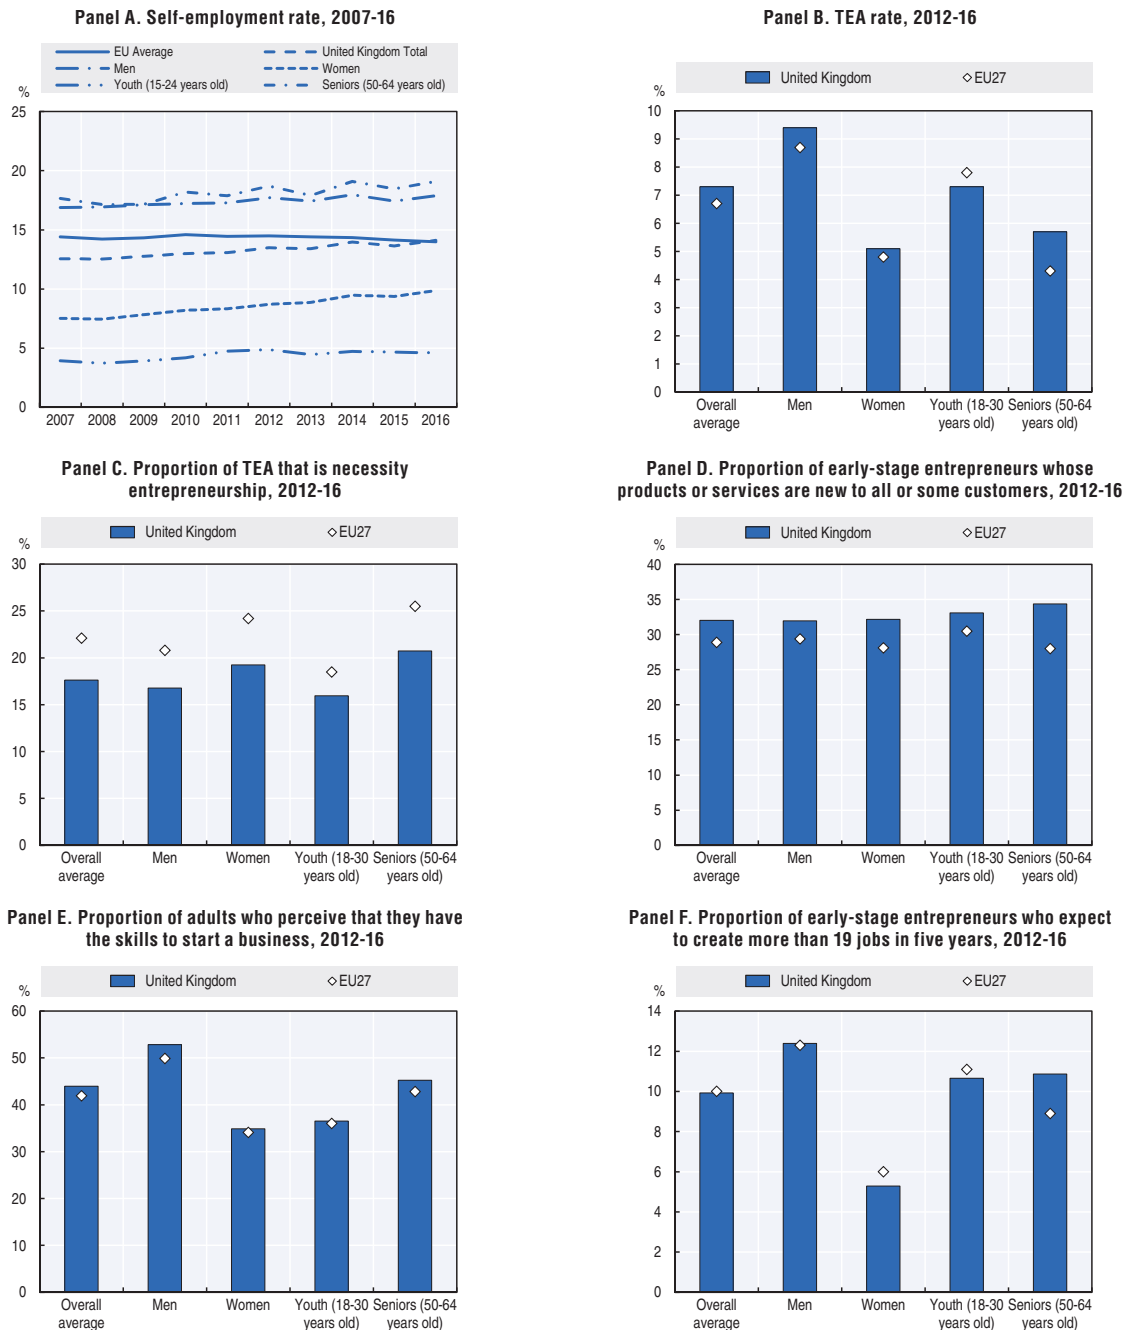 Panel A. Self-employment rate, 2007-16
EU Average
United Kingdom Total
Men
Women
Youth (15-24 years old)
Seniors (50-64 years old)
%
25
20
15
10
5
0
2007 2008 2009 2010 2011 2012 2013 2014 2015 2016
Panel B. TEA rate, 2012-16
United Kingdom
EU27
%
10
9
8
7
6
5
4
3
2
1
0
Overall average
Men
Women
Youth (18-30 years old)
Seniors (50-64 years old)
Panel C. Proportion of TEA that is necessity
entrepreneurship, 2012-16
United Kingdom
EU27
%
30
25
20
15
10
5
0
Overall average
Men
Women
Youth (18-30 years old)
Seniors (50-64 years old)
Panel D. Proportion of early-stage entrepreneurs whose
products or services are new to all or some customers, 2012-16
United Kingdom
EU27
%
40
35
30
25
20
15
10
5
0
Overall average
Men
Women
Youth (18-30 years old)
Seniors (50-64 years old)
Panel E. Proportion of adults who perceive that they have
the skills to start a business, 2012-16
United Kingdom
EU27
%
60
50
40
30
20
10
0
Overall average
Men
Women
Youth (18-30 years old)
Seniors (50-64 years old)
Panel F. Proportion of early-stage entrepreneurs who expect
to create more than 19 jobs in five years, 2012-16
United Kingdom
EU27
%
14
12
10
8
6
4
2
0
Overall average
Men
Women
Youth (18-30 years old)
Seniors (50-64 years old)